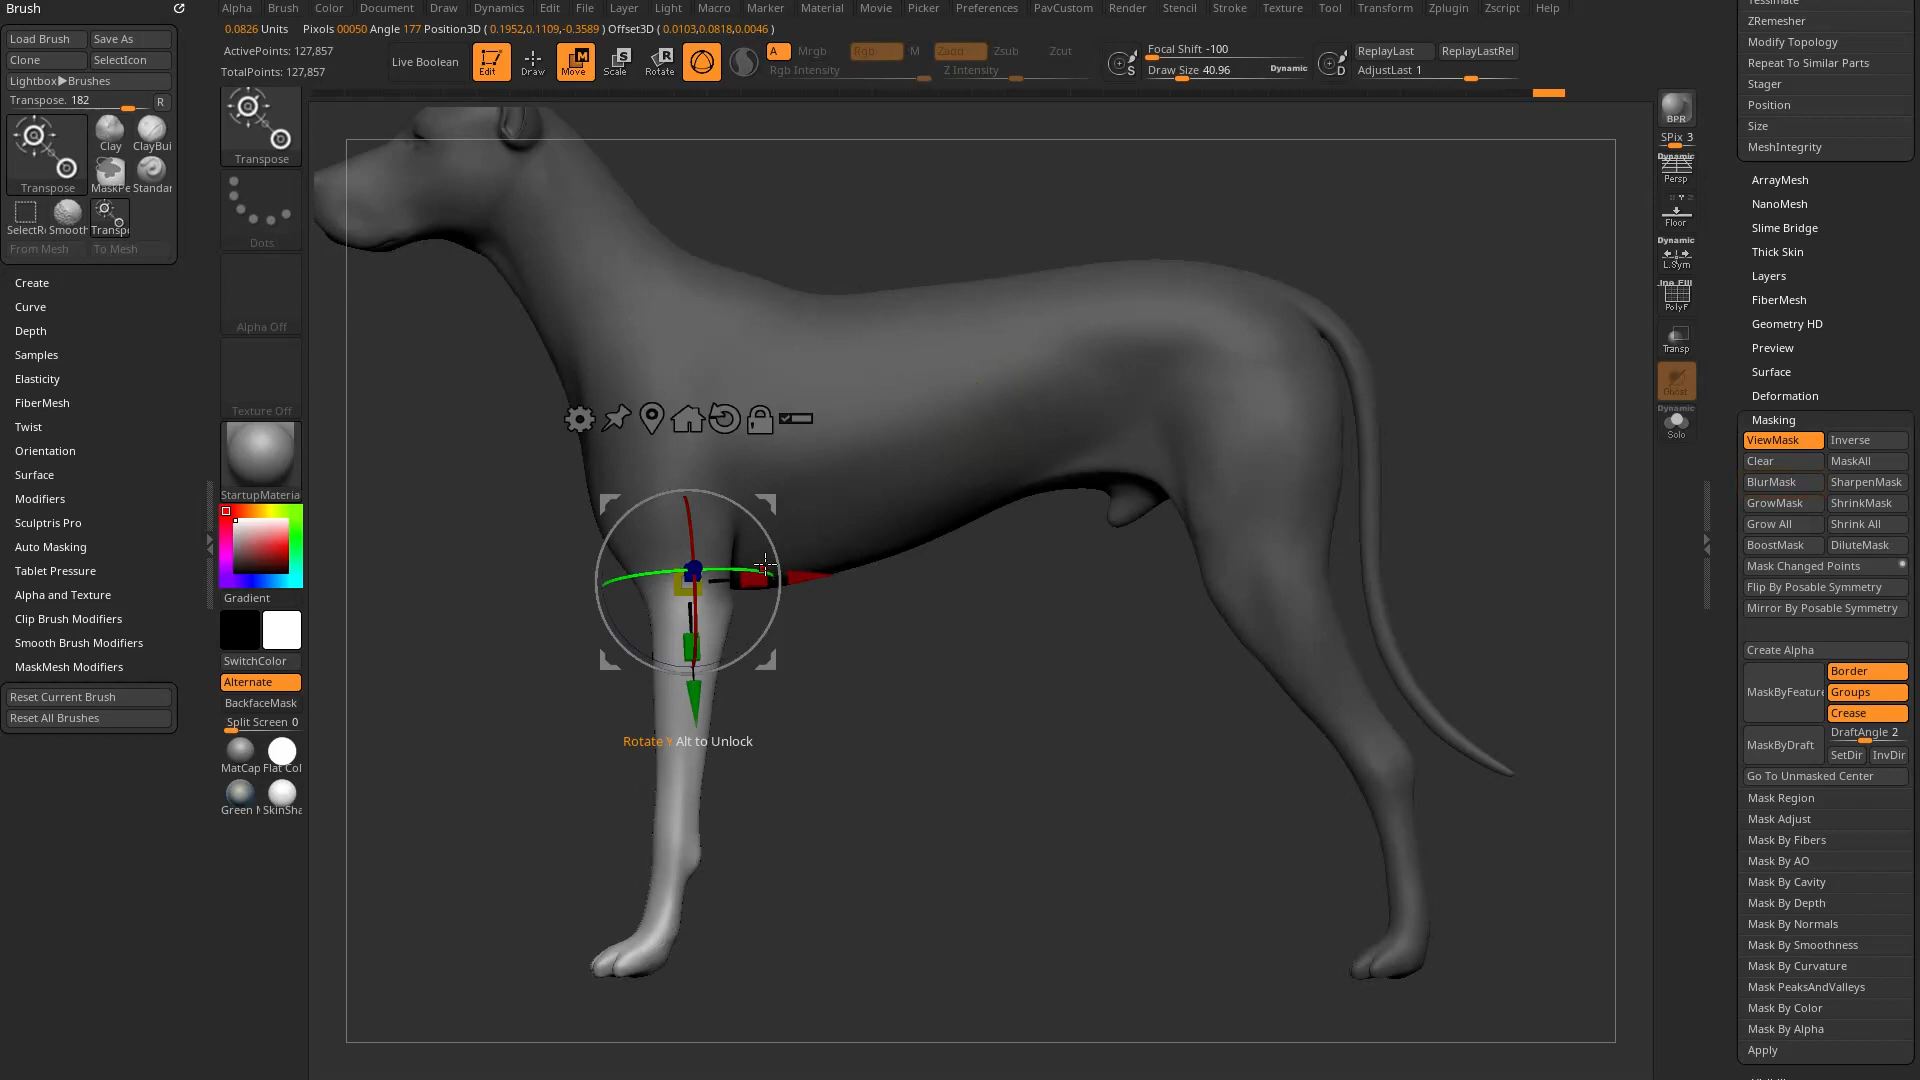 Brush
Load Brush Save As
Clone SelectIcon
Lightbox▶Brushes
Transpose. 182 R
Transpose Clay ClayBui
MaskPe Standar
SelectRe Smooth Transpo
From Mesh To Mesh
Create
Curve
Depth
Samples
Elasticity
FiberMesh
Twist
Orientation
Surface
Modifiers
Sculptris Pro
Auto Masking
Tablet Pressure
Alpha and Texture
Clip Brush Modifiers
Smooth Brush Modifiers
MaskMesh Modifiers
Reset Current Brush
Reset All Brushes
Alpha Brush Color Document Draw Dynamics Edit File Layer Light Macro Marker Material Movie Picker Preferences PavCustom Render Stencil Stroke Texture Tool Transform Zplugin Zscript Help
0.0826 Units Pixols 00050 Angle 177 Position3D ( 0.1952,0.1109,-0.3589 ) Offset3D ( 0.0103,0.0818,0.0046 )
ActivePoints: 127,857
TotalPoints: 127,857
Live Boolean
Edit Draw Move Scale Rotate
A Mrgb Rgb M Zadd Zsub Zcut
Rgb Intensity Z Intensity
Focal Shift -100
Draw Size 40.96 Dynamic
S D
ReplayLast ReplayLastRel
AdjustLast 1
Transpose
Dots
Alpha Off
Texture Off
StartupMateria
Gradient
SwitchColor
Alternate
BackfaceMask
Split Screen 0
MatCap Flat Col
SkinSha
Rotate Y Alt to Unlock
BPR
SPix 3
Dynamic
Persp
Floor
Dynamic
L.Sym
Line Fill
PolyF
Transp
Ghost
Dynamic
Solo
ZRemesher
Modify Topology
Repeat To Similar Parts
Stager
Position
Size
MeshIntegrity
ArrayMesh
NanoMesh
Slime Bridge
Thick Skin
Layers
FiberMesh
Geometry HD
Preview
Surface
Deformation
Masking
ViewMask Inverse
Clear MaskAll
BlurMask SharpenMask
GrowMask ShrinkMask
Grow All Shrink All
BoostMask DiluteMask
Mask Changed Points
Flip By Posable Symmetry
Mirror By Posable Symmetry
Create Alpha
MaskByFeature Border
Groups
Crease
MaskByDraft DraftAngle 2
SetDir InvDir
Go To Unmasked Center
Mask Region
Mask Adjust
Mask By Fibers
Mask By AO
Mask By Cavity
Mask By Depth
Mask By Normals
Mask By Smoothness
Mask By Curvature
Mask PeaksAndValleys
Mask By Color
Mask By Alpha
Apply